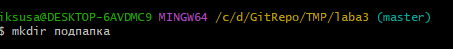 iksusa@DESKTOP-6AVDMC9 MINGW64 /c/d/GitRepo/TMP/laba3 (master)
$ mkdir подпапка